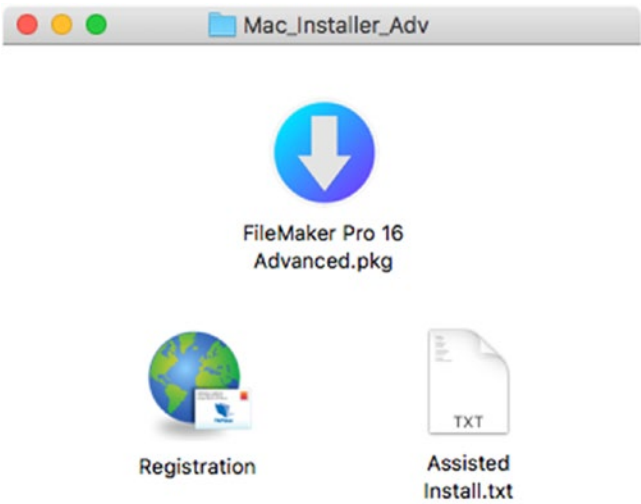 Mac_Installer_Adv
FileMaker Pro 16
Advanced.pkg
TXT
Registration
Assisted
Install.txt